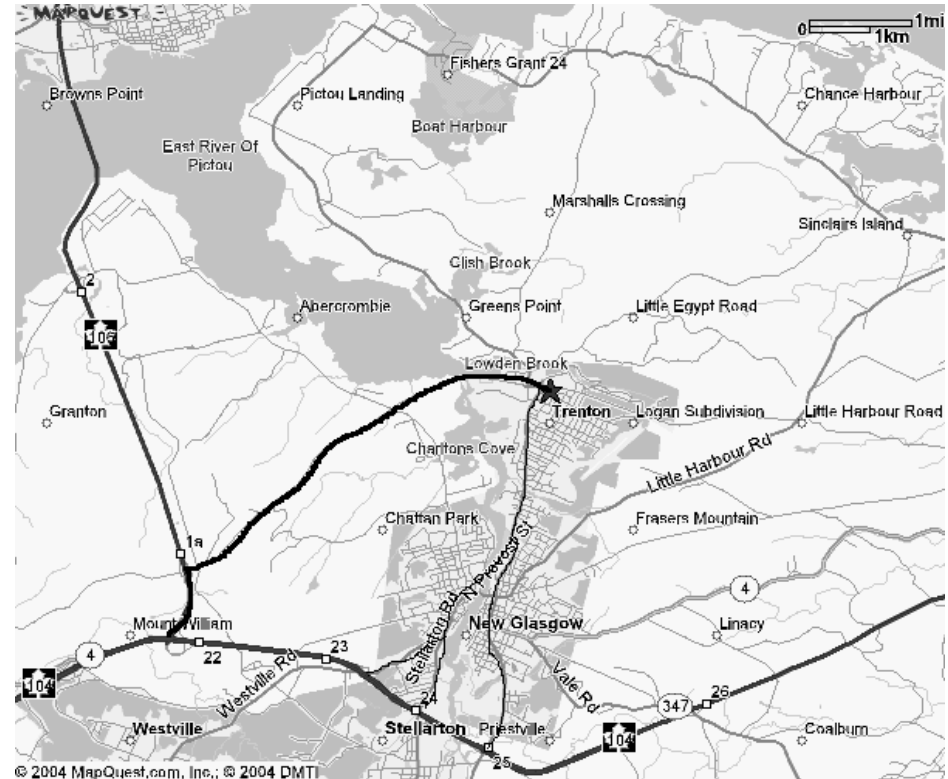 MAPQUEST
0 1mi
1km
Fishers Grant 24
Browns Point
Pictou Landing
Chance Harbour
Boat Harbour
East River Of
Pictou
Marshalls Crossing
Sinclairs Island
Glish Brook
2
Abercrombie
Greens Point
Little Egypt Road
106
Lowden Brook
Granton
Trenton
Logan Subdivision
Little Harbour Road
Charltons Cove
Little Harbour Rd
Chattan Park
Frasers Mountain
N Provost St
1a
4
Stellarton Rd
Mount William
New Glasgow
Linacy
22
23
4
Westville Rd
Vale Rd
104
24
347
26
Westville
Stellarton
Priestville
104
Coalburn
25
© 2004 MapQuest.com, Inc.; © 2004 DMTI